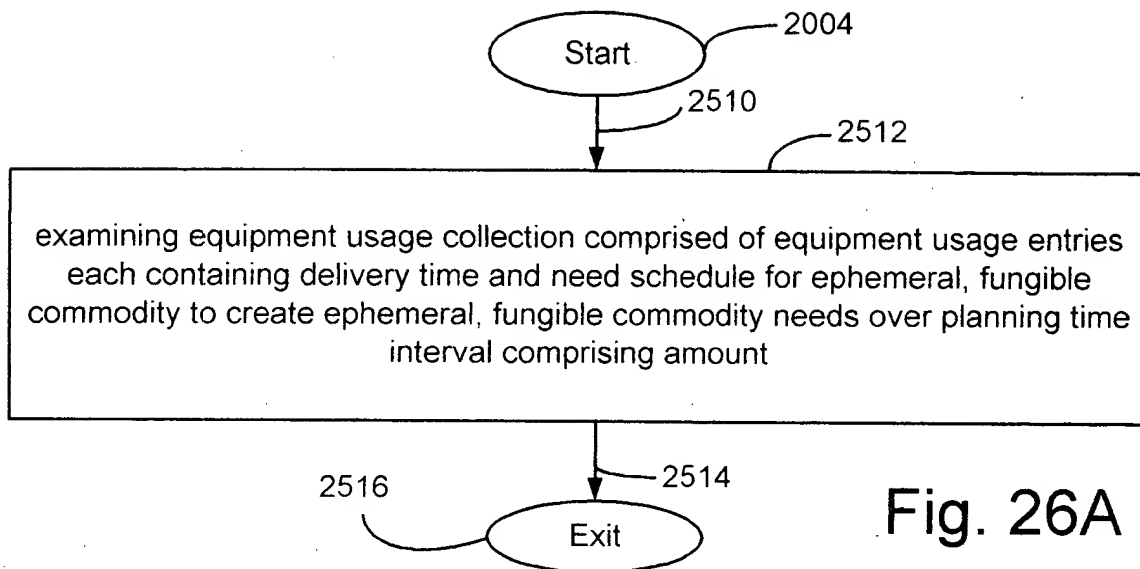 Start
2004
2510
2512
examining equipment usage collection comprised of equipment usage entries
each containing delivery time and need schedule for ephemeral, fungible
commodity to create ephemeral, fungible commodity needs over planning time
interval comprising amount
2514
2516
Exit
Fig. 26A